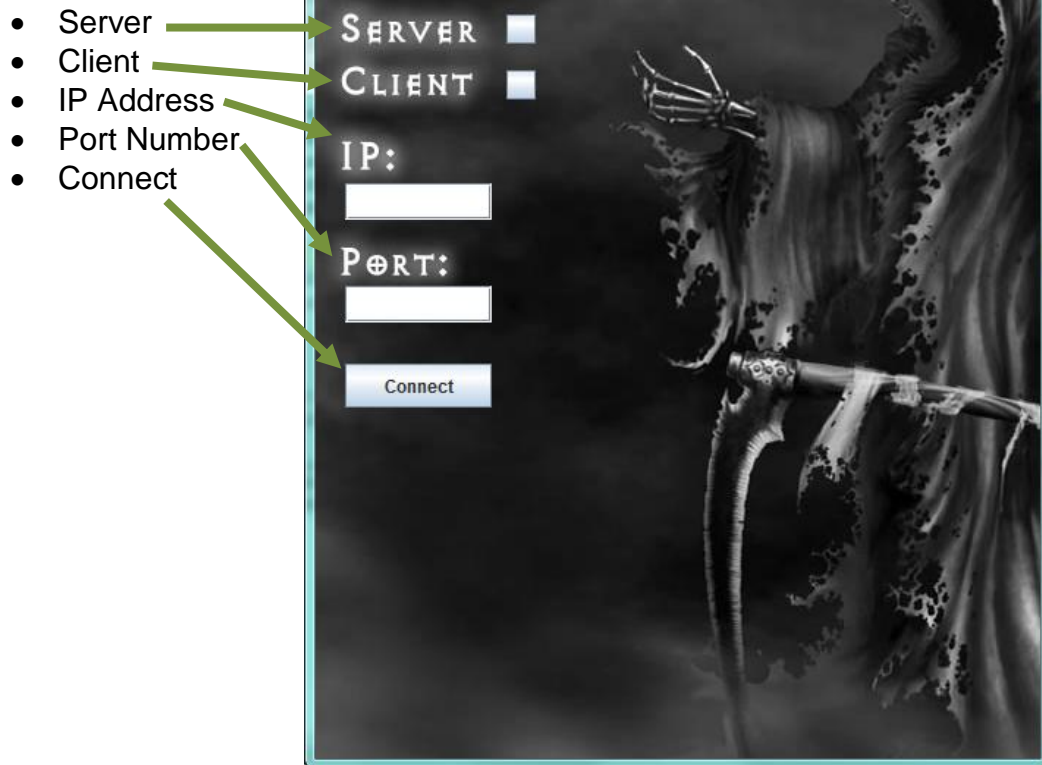 • Server
• Client
• IP Address
• Port Number
• Connect
SERVER
CLIENT
IP:
PORT:
Connect